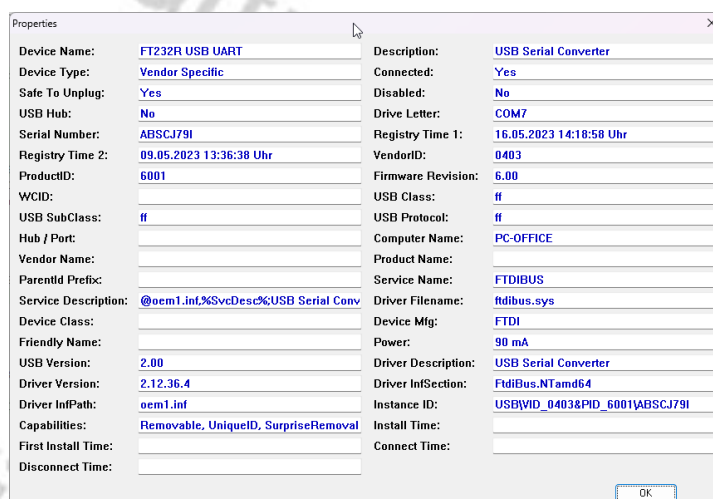 Properties
Device Name: FT232R USB UART Description: USB Serial Converter
Device Type: Vendor Specific Connected: Yes
Safe To Unplug: Yes Disabled: No
USB Hub: No Drive Letter: COM7
Serial Number: ABSCJ79I Registry Time 1: 16.05.2023 14:18:58 Uhr
Registry Time 2: 09.05.2023 13:36:38 Uhr VendorID: 0403
ProductID: 6001 Firmware Revision: 6.00
WCID: USB Class: ff
USB SubClass: ff USB Protocol: ff
Hub / Port: Computer Name: PC-OFFICE
Vendor Name: Product Name:
ParentId Prefix: Service Name: FTDIBUS
Service Description: @oem1.inf,%SvcDesc%;USB Serial Conv Driver Filename: ftdibus.sys
Device Class: Device Mfg: FTDI
Friendly Name: Power: 90 mA
USB Version: 2.00 Driver Description: USB Serial Converter
Driver Version: 2.12.36.4 Driver InfSection: FtdiBus.NTamd64
Driver InfPath: oem1.inf Instance ID: USB\VID_0403&PID_6001\ABSCJ79I
Capabilities: Removable, UniqueID, SurpriseRemoval Install Time:
First Install Time: Connect Time:
Disconnect Time:
OK